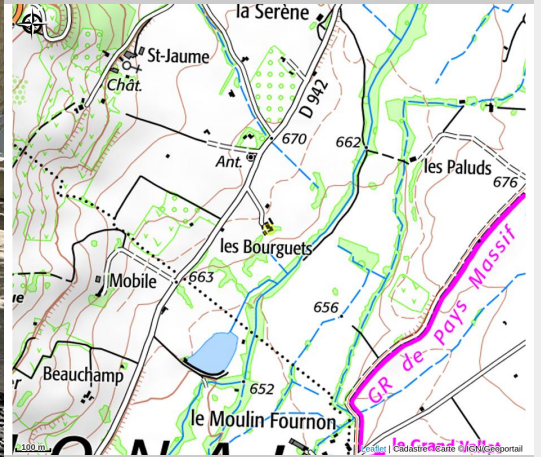 la Serène
St-Jaume
Chât.
D 942
670
662
Ant.
les Paluds
676
les Bourguets
663
Mobile
656
GR de Pays Massif
Beauchamp
652
le Moulin Fournon
le Grand Vallet
100 m
Leaflet | Cadastre - Carte © IGN/Geoportail